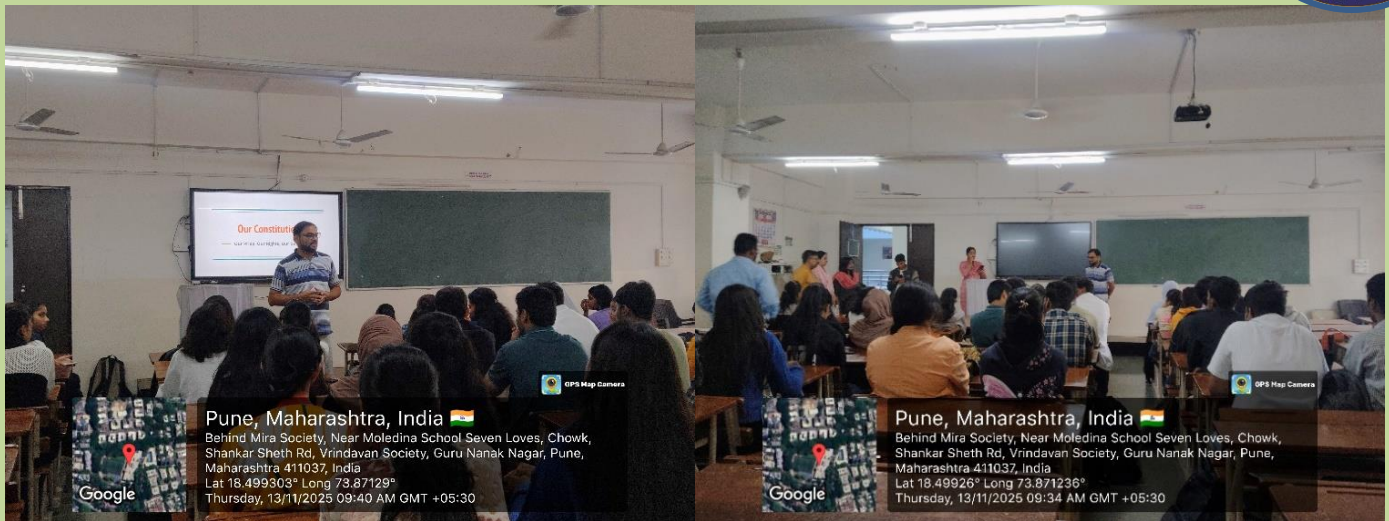 Our Constitutio
GPS Map Camera
Pune, Maharashtra, India
Behind Mira Society, Near Moledina School Seven Loves, Chowk,
Shankar Sheth Rd, Vrindavan Society, Guru Nanak Nagar, Pune,
Maharashtra 411037, India
Lat 18.499303° Long 73.87129°
Thursday, 13/11/2025 09:40 AM GMT +05:30
Google
GPS Map Camera
Pune, Maharashtra, India
Behind Mira Society, Near Moledina School Seven Loves, Chowk,
Shankar Sheth Rd, Vrindavan Society, Guru Nanak Nagar, Pune,
Maharashtra 411037, India
Lat 18.49926° Long 73.871236°
Thursday, 13/11/2025 09:34 AM GMT +05:30
Google